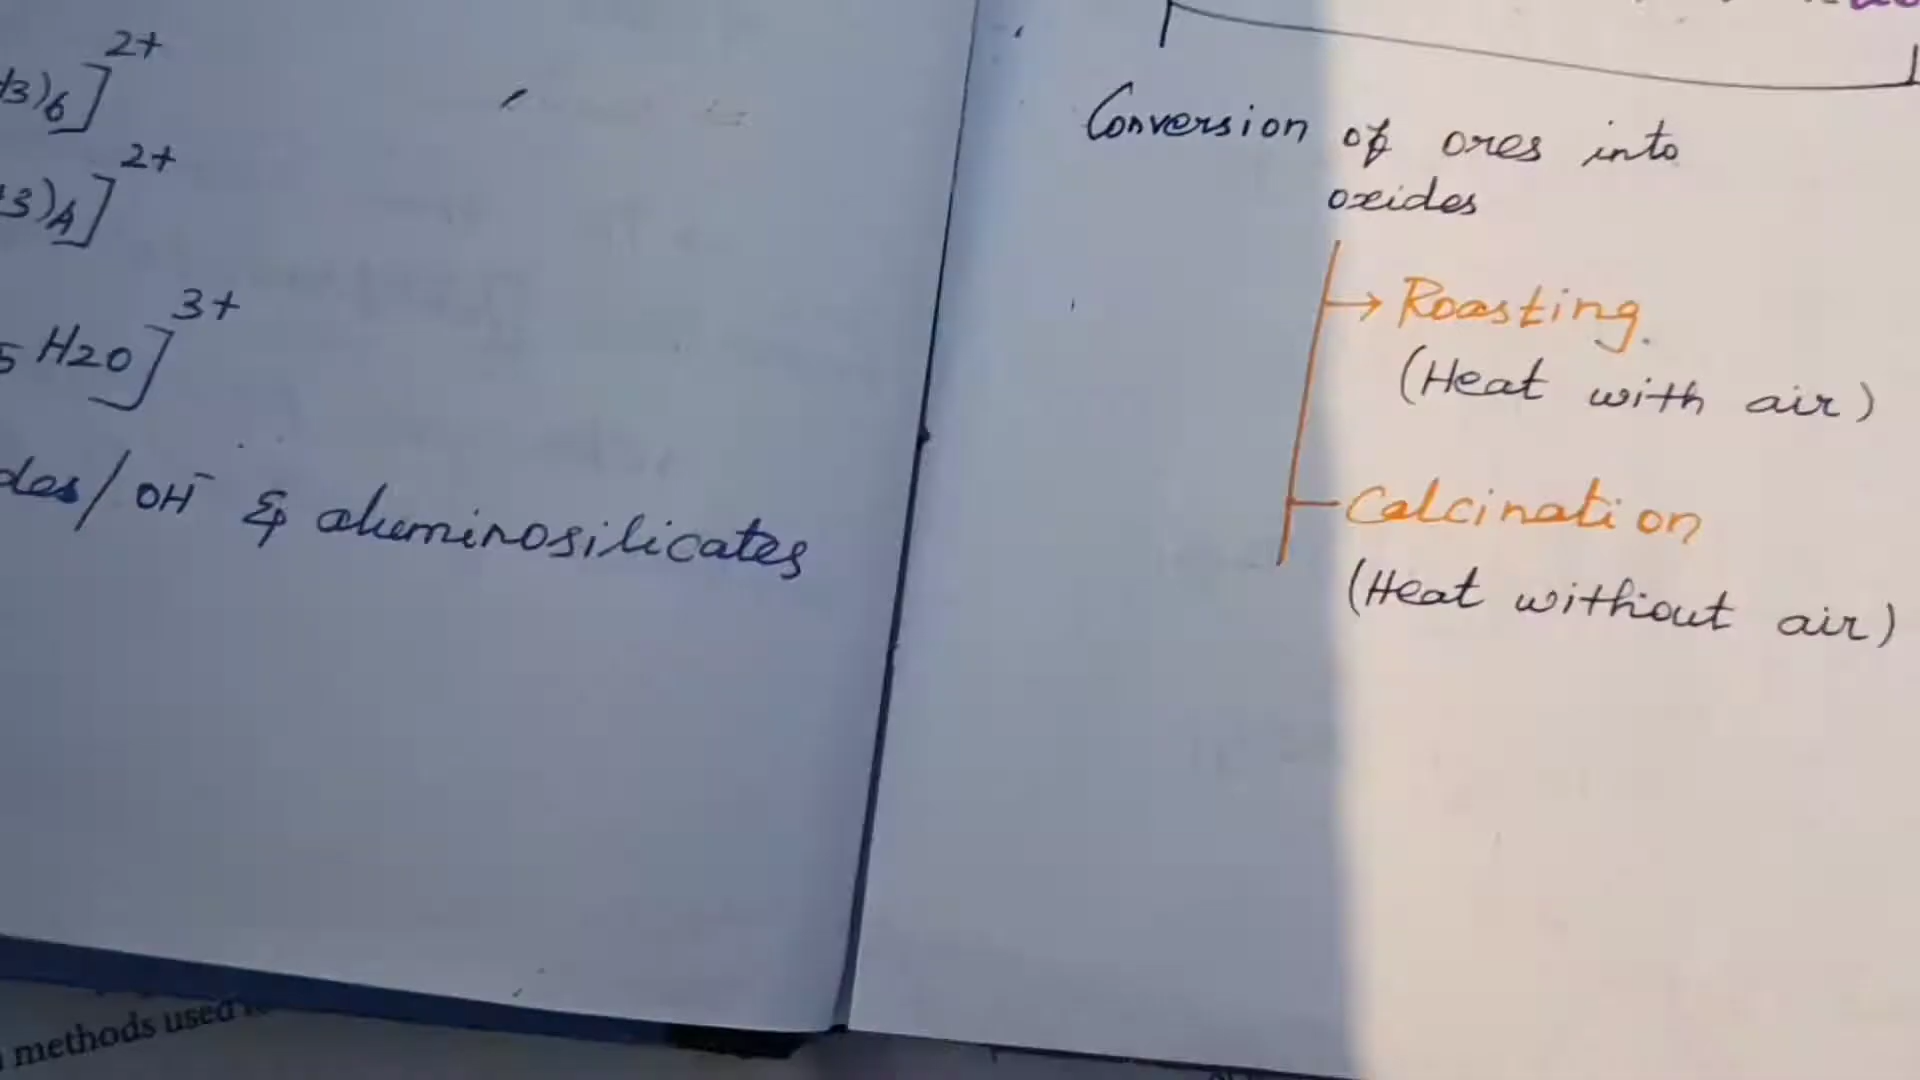 H3)6]2+
+3)4]2+
5 H2O]3+
des/OH- & aluminosilicates
methods used
Conversion of ores into
oxides
→ Roasting.
(Heat with air)
Calcination
(Heat without air)